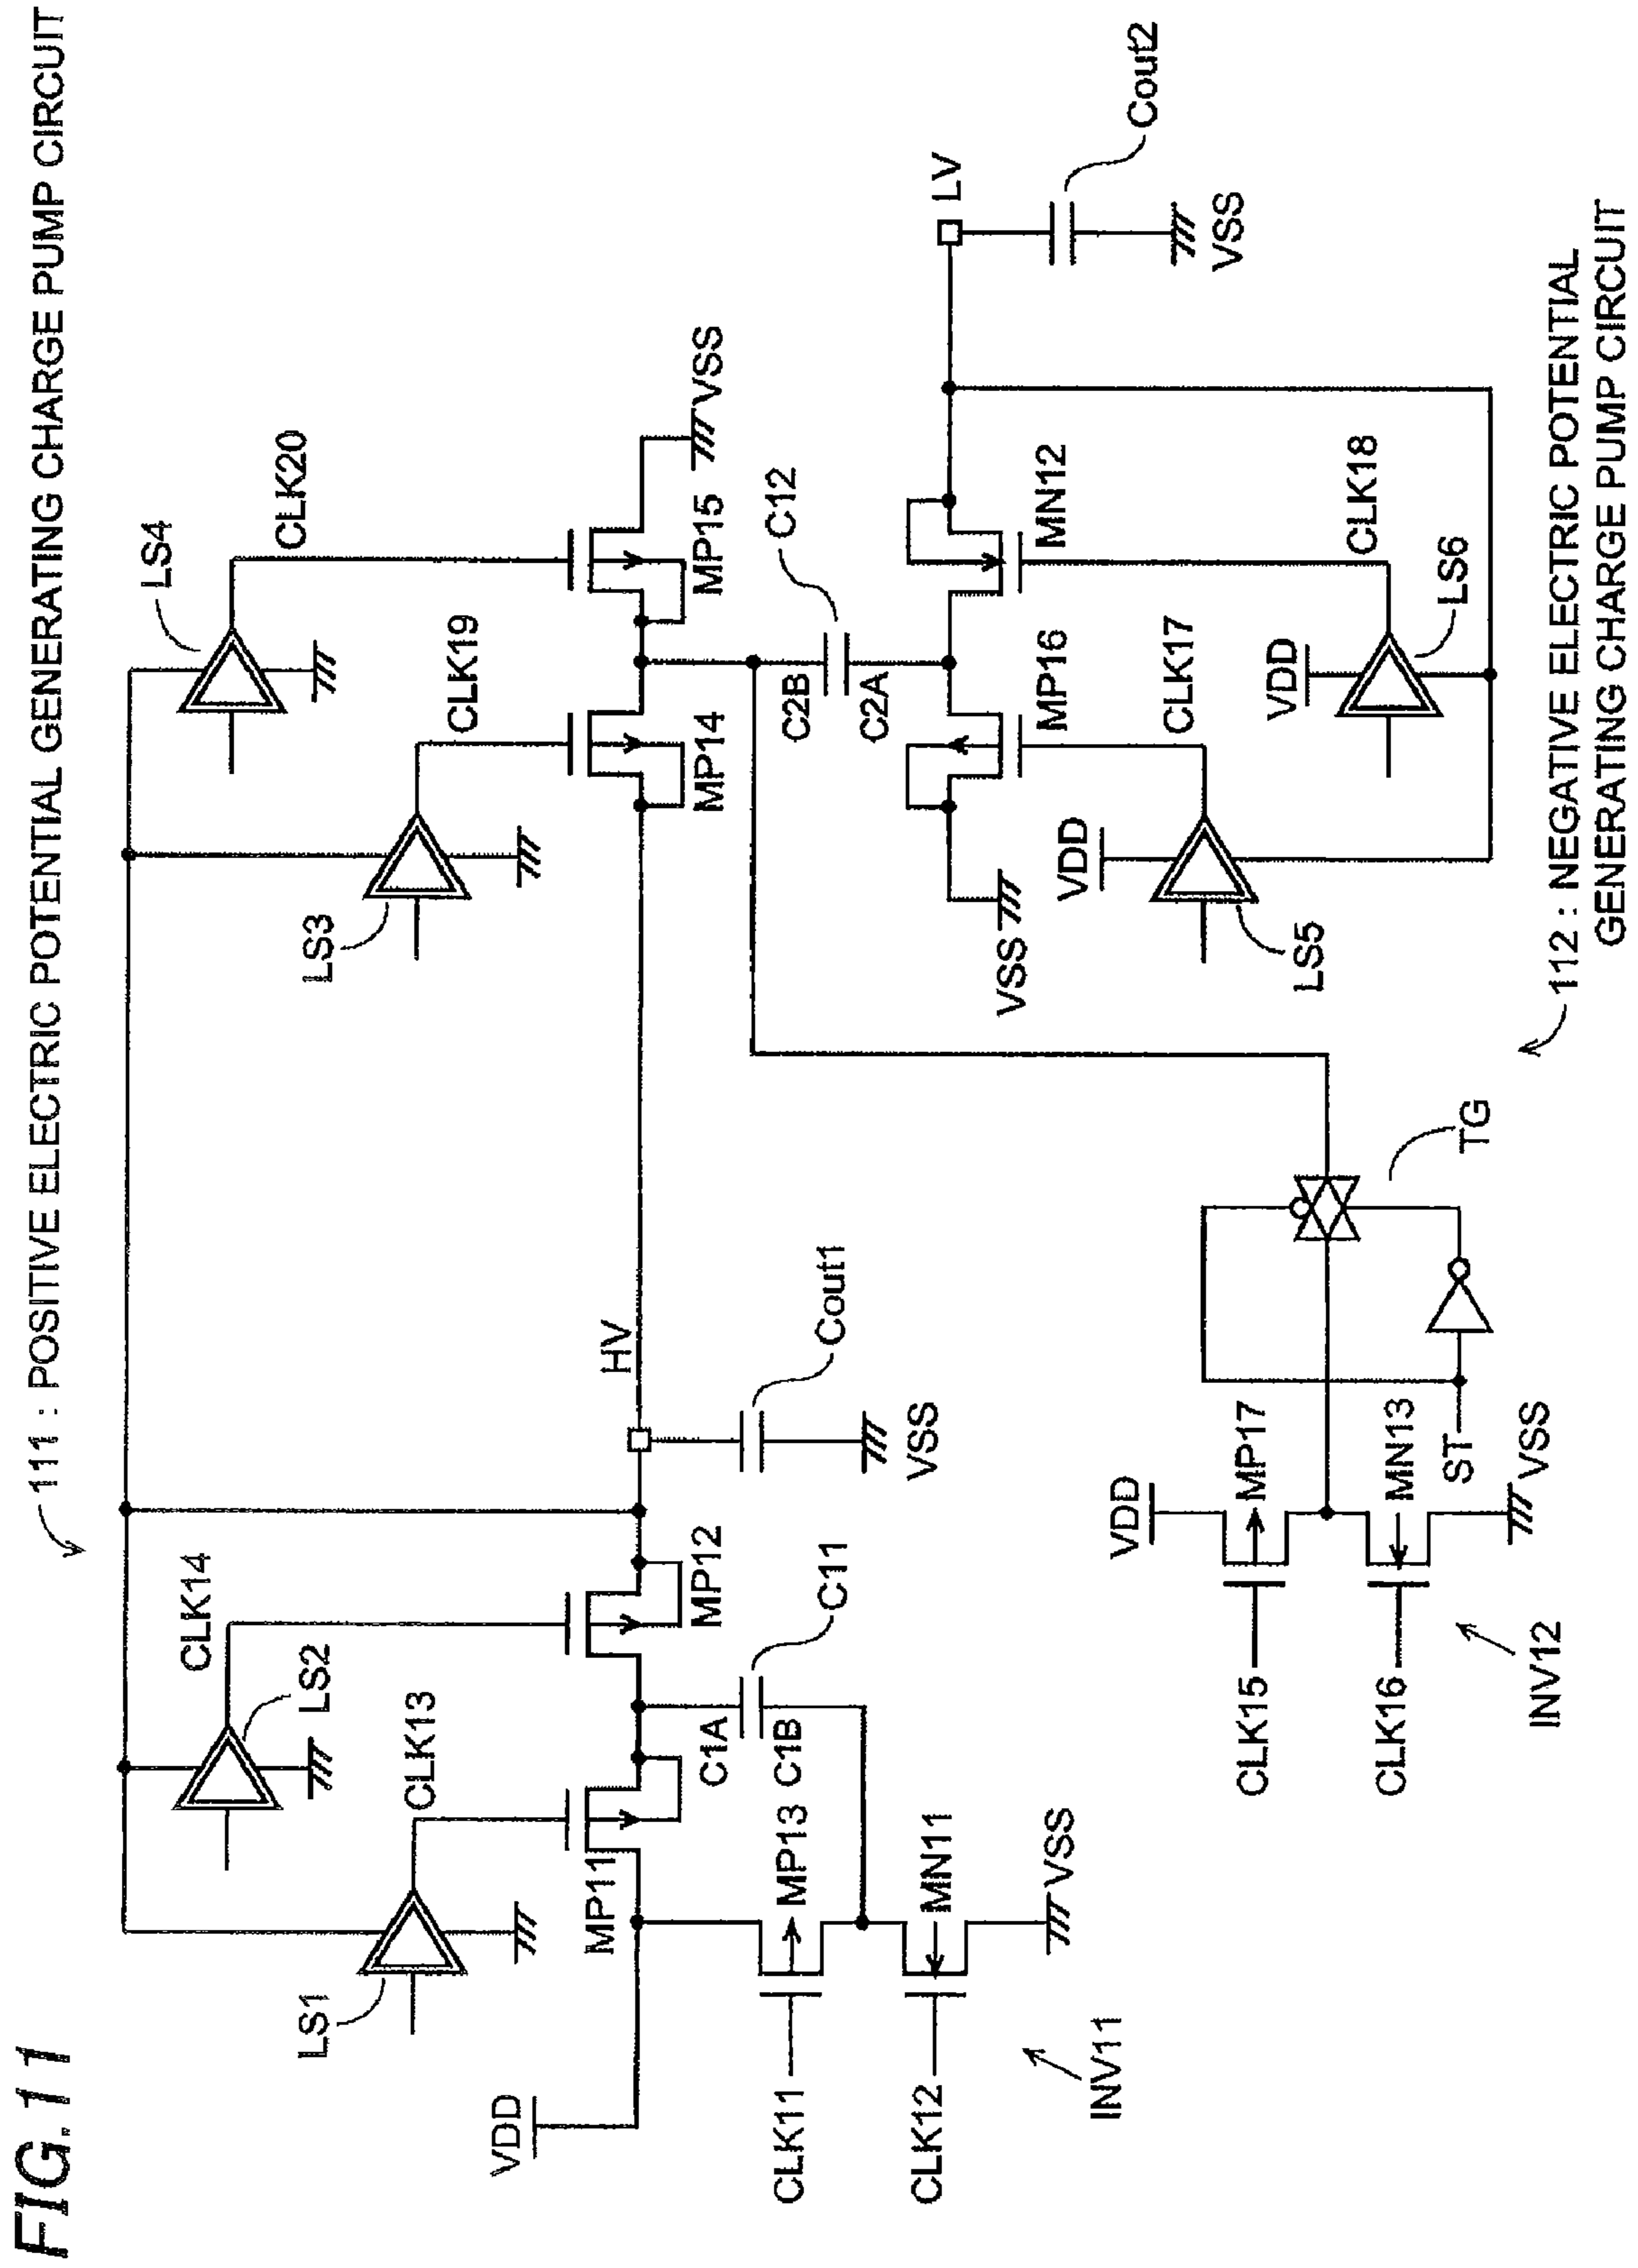 FIG.11
111 : POSITIVE ELECTRIC POTENTIAL GENERATING CHARGE PUMP CIRCUIT
LS4
CLK20
CLK14
LS2
LS3
CLK19
LS1
CLK13
VDD
MP11
MP12
HV
MP14
MP15
VSS
C1A
C11
C1B
Cout1
VSS
C2B
C12
C2A
CLK11
MP13
CLK12
MN11
VSS
INV11
VSS
MP16
MN12
LV
Cout2
VSS
VDD
CLK17
LS5
VDD
CLK18
LS6
VDD
CLK15
MP17
CLK16
MN13
ST
VSS
INV12
TG
112 : NEGATIVE ELECTRIC POTENTIAL
GENERATING CHARGE PUMP CIRCUIT